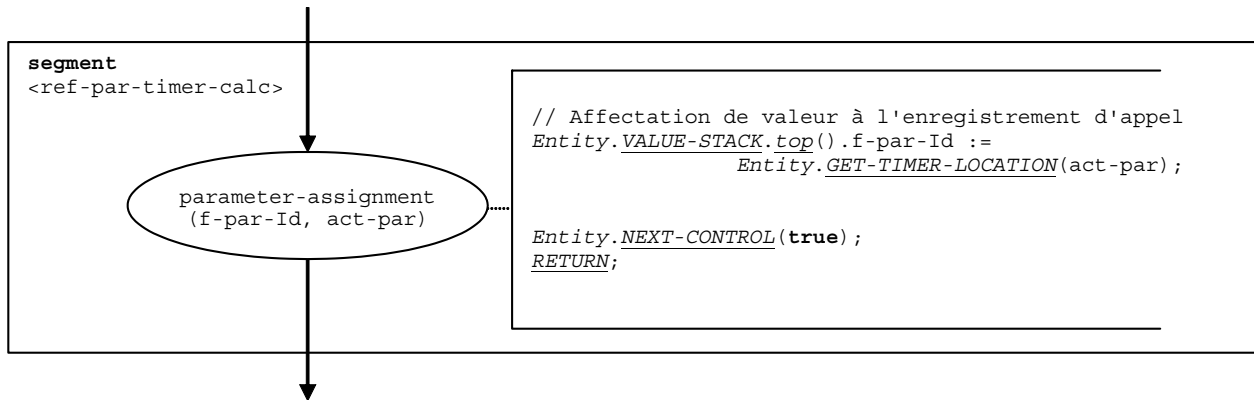 segment
<ref-par-timer-calc>
// Affectation de valeur à l'enregistrement d'appel
Entity.VALUE-STACK.top().f-par-Id :=
Entity.GET-TIMER-LOCATION(act-par);
parameter-assignment
(f-par-Id, act-par)
Entity.NEXT-CONTROL(true);
RETURN;